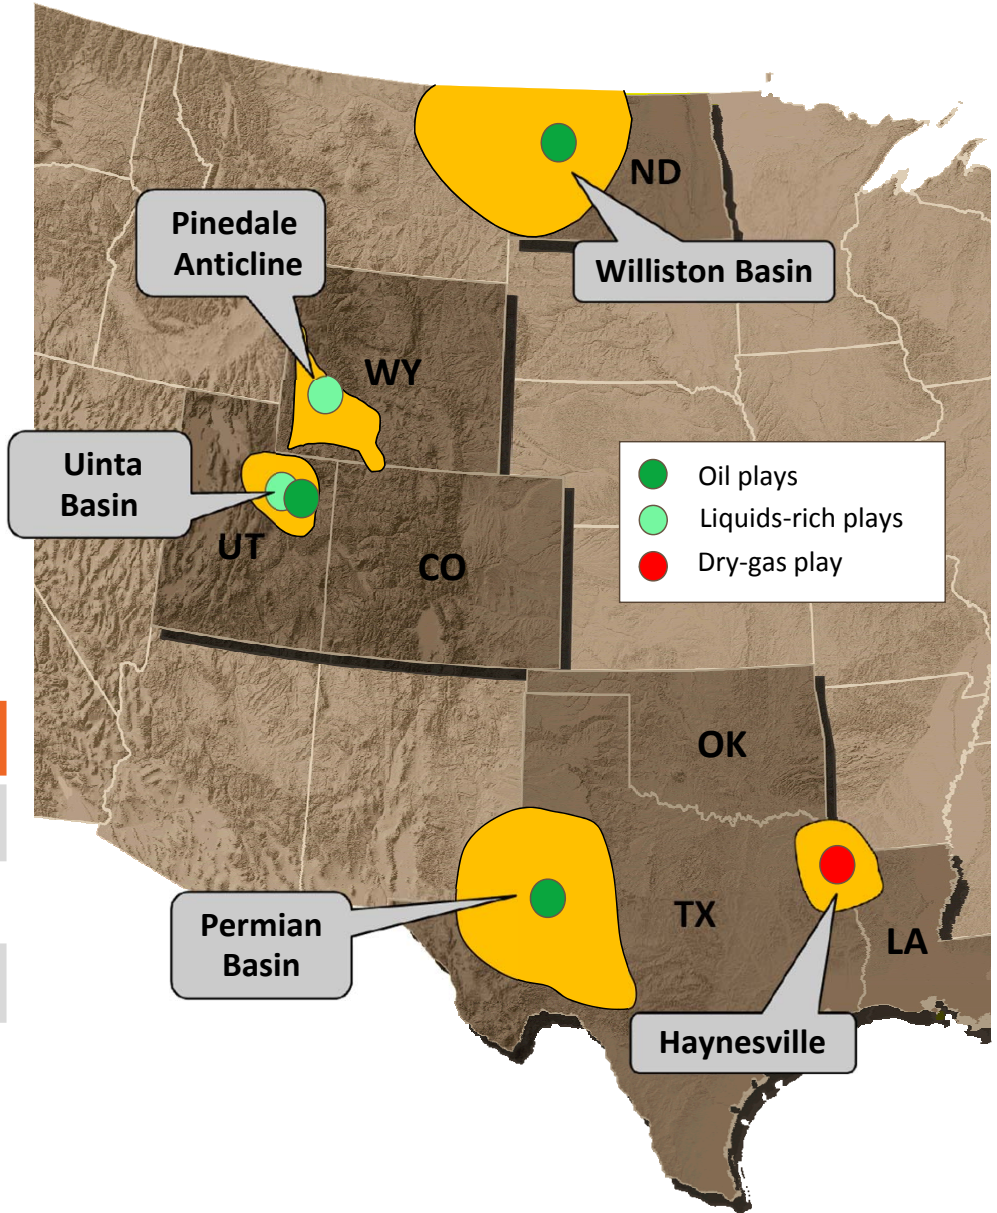 ND
Pinedale
Anticline
Williston Basin
WY
Uinta
Basin
Oil plays
Liquids-rich plays
Dry-gas play
UT
CO
OK
Permian
Basin
TX
LA
Haynesville